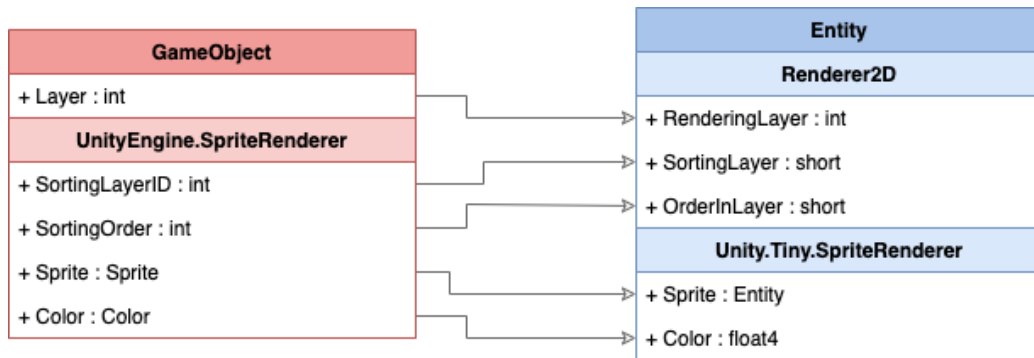 GameObject
+ Layer : int
UnityEngine.SpriteRenderer
+ SortingLayerID : int
+ SortingOrder : int
+ Sprite : Sprite
+ Color : Color
Entity
Renderer2D
+ RenderingLayer : int
+ SortingLayer : short
+ OrderInLayer : short
Unity.Tiny.SpriteRenderer
+ Sprite : Entity
+ Color : float4